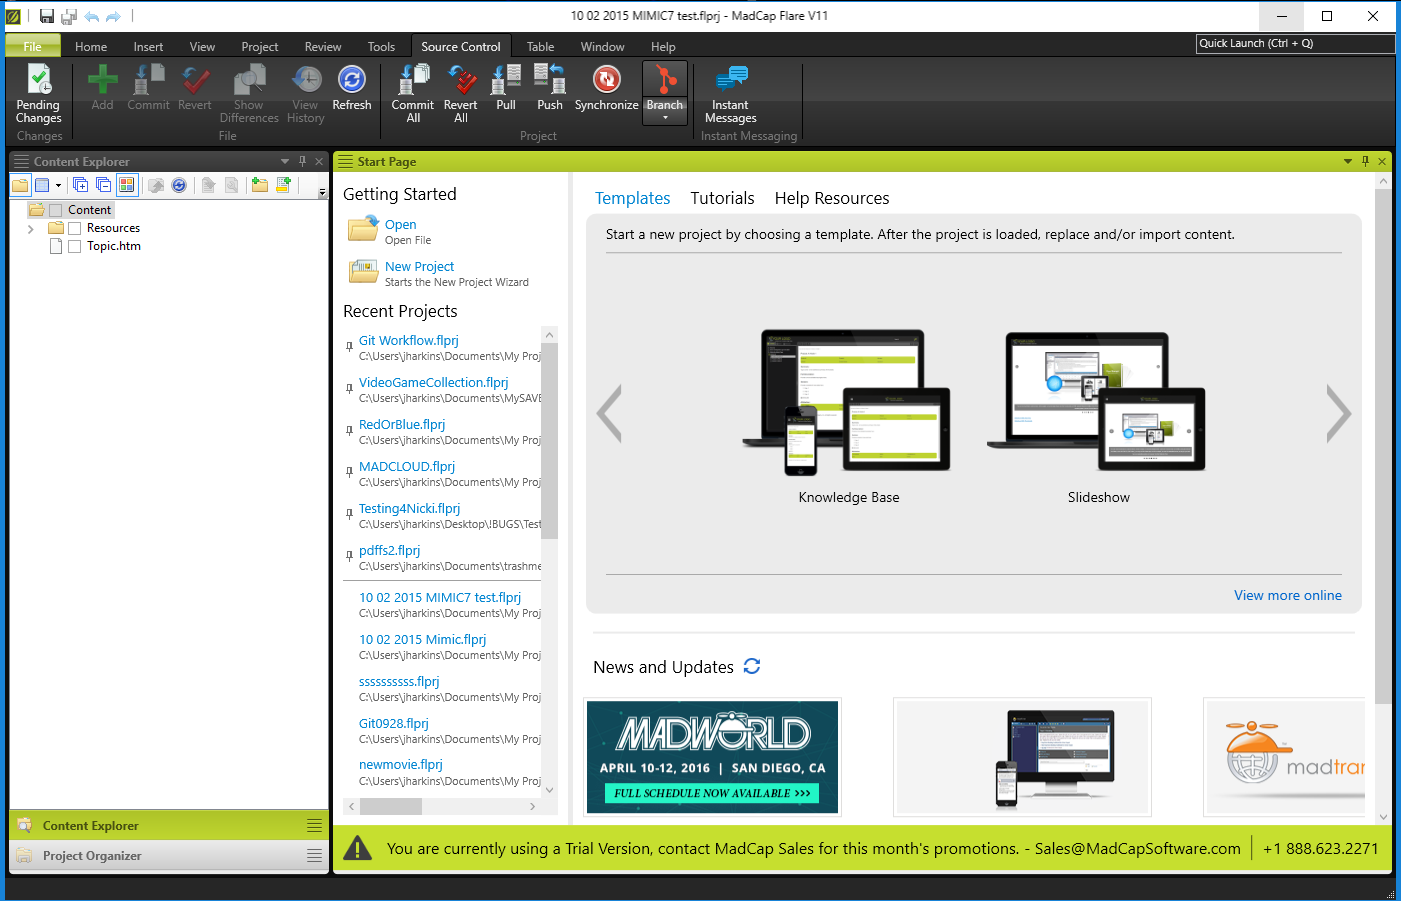 10 02 2015 MIMIC7 test.flprj - MadCap Flare V11
File Home Insert View Project Review Tools Source Control Table Window Help
Quick Launch (Ctrl + Q)
Pending Changes
Add
Commit
Revert
Show Differences
View History
Refresh
Commit All
Revert All
Pull
Push
Synchronize
Branch
Instant Messages
Changes
File
Project
Instant Messaging
Content Explorer
Content
Resources
Topic.htm
Content Explorer
Project Organizer
Start Page
Getting Started
Open
Open File
New Project
Starts the New Project Wizard
Recent Projects
Git Workflow.flprj
C:\Users\jharkins\Documents\My Proj
VideoGameCollection.flprj
C:\Users\jharkins\Documents\MySAVE
RedOrBlue.flprj
C:\Users\jharkins\Documents\My Proj
MADCLOUD.flprj
C:\Users\jharkins\Documents\My Proj
Testing4Nicki.flprj
C:\Users\jharkins\Desktop\!BUGS\Test
pdffs2.flprj
C:\Users\jharkins\Documents\trashme
10 02 2015 MIMIC7 test.flprj
C:\Users\jharkins\Documents\My Proj
10 02 2015 Mimic.flprj
C:\Users\jharkins\Documents\My Proj
ssssssssss.flprj
C:\Users\jharkins\Documents\My Proj
Git0928.flprj
C:\Users\jharkins\Documents\My Proj
newmovie.flprj
C:\Users\jharkins\Documents\My Proj
Templates Tutorials Help Resources
Start a new project by choosing a template. After the project is loaded, replace and/or import content.
Knowledge Base
Slideshow
View more online
News and Updates
MADWORLD
APRIL 10-12, 2016 | SAN DIEGO, CA
FULL SCHEDULE NOW AVAILABLE >>>
madtran
You are currently using a Trial Version, contact MadCap Sales for this month's promotions. - Sales@MadCapSoftware.com
+1 888.623.2271